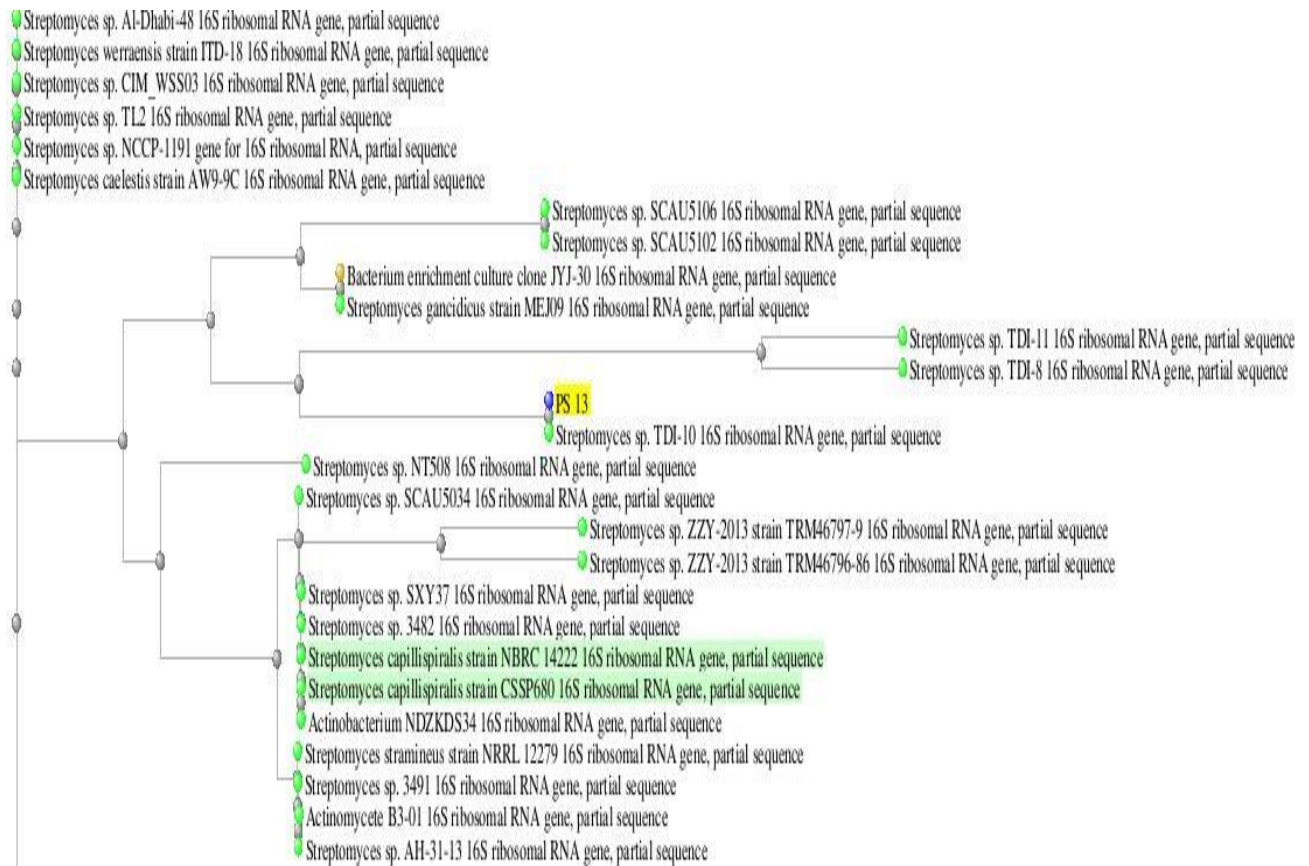 Streptomyces sp. Al-Dhabi-48 16S ribosomal RNA gene, partial sequence
Streptomyces werraensis strain ITD-18 16S ribosomal RNA gene, partial sequence
Streptomyces sp. CIM_WSS03 16S ribosomal RNA gene, partial sequence
Streptomyces sp. TL2 16S ribosomal RNA gene, partial sequence
Streptomyces sp. NCCP-1191 gene for 16S ribosomal RNA, partial sequence
Streptomyces caelestis strain AW9-9C 16S ribosomal RNA gene, partial sequence
Streptomyces sp. SCAU5106 16S ribosomal RNA gene, partial sequence
Streptomyces sp. SCAU5102 16S ribosomal RNA gene, partial sequence
Bacterium enrichment culture clone JYJ-30 16S ribosomal RNA gene, partial sequence
Streptomyces gancidicus strain MEJ09 16S ribosomal RNA gene, partial sequence
Streptomyces sp. TDI-11 16S ribosomal RNA gene, partial sequence
Streptomyces sp. TDI-8 16S ribosomal RNA gene, partial sequence
PS 13
Streptomyces sp. TDI-10 16S ribosomal RNA gene, partial sequence
Streptomyces sp. NT508 16S ribosomal RNA gene, partial sequence
Streptomyces sp. SCAU5034 16S ribosomal RNA gene, partial sequence
Streptomyces sp. ZZY-2013 strain TRM46797-9 16S ribosomal RNA gene, partial sequence
Streptomyces sp. ZZY-2013 strain TRM46796-86 16S ribosomal RNA gene, partial sequence
Streptomyces sp. SXY37 16S ribosomal RNA gene, partial sequence
Streptomyces sp. 3482 16S ribosomal RNA gene, partial sequence
Streptomyces capillispiralis strain NBRC 14222 16S ribosomal RNA gene, partial sequence
Streptomyces capillispiralis strain CSSP680 16S ribosomal RNA gene, partial sequence
Actinobacterium NDZKDS34 16S ribosomal RNA gene, partial sequence
Streptomyces stramineus strain NRRL 12279 16S ribosomal RNA gene, partial sequence
Streptomyces sp. 3491 16S ribosomal RNA gene, partial sequence
Actinomycete B3-01 16S ribosomal RNA gene, partial sequence
Streptomyces sp. AH-31-13 16S ribosomal RNA gene, partial sequence